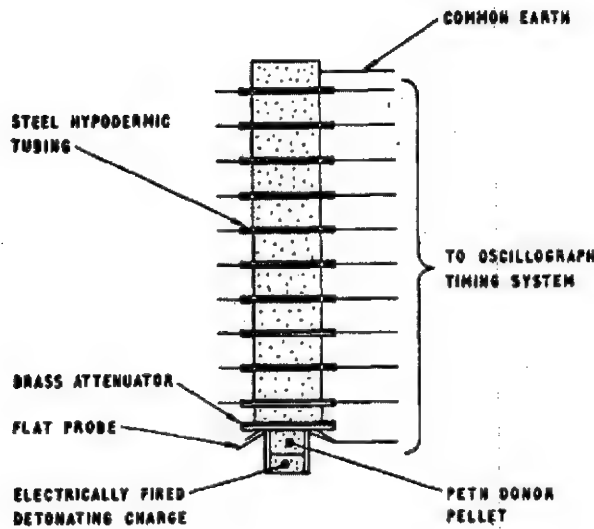 COMMON EARTH
STEEL HYPODERMIC
TUBING
TO OSCILLOGRAPH
TIMING SYSTEM
BRASS ATTENUATOR
FLAT PROBE
ELECTRICALLY FIRED
DETONATING CHARGE
PETN DONOR
PELLET